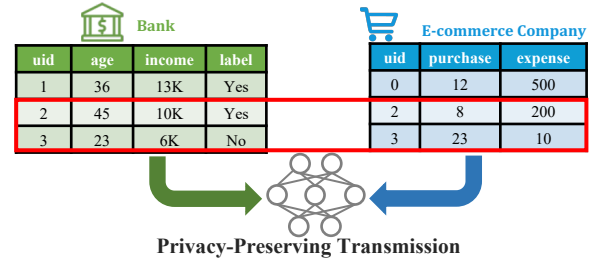 Bank
uid age income label
1 36 13K Yes
2 45 10K Yes
3 23 6K No
E-commerce Company
uid purchase expense
0 12 500
2 8 200
3 23 10
Privacy-Preserving Transmission